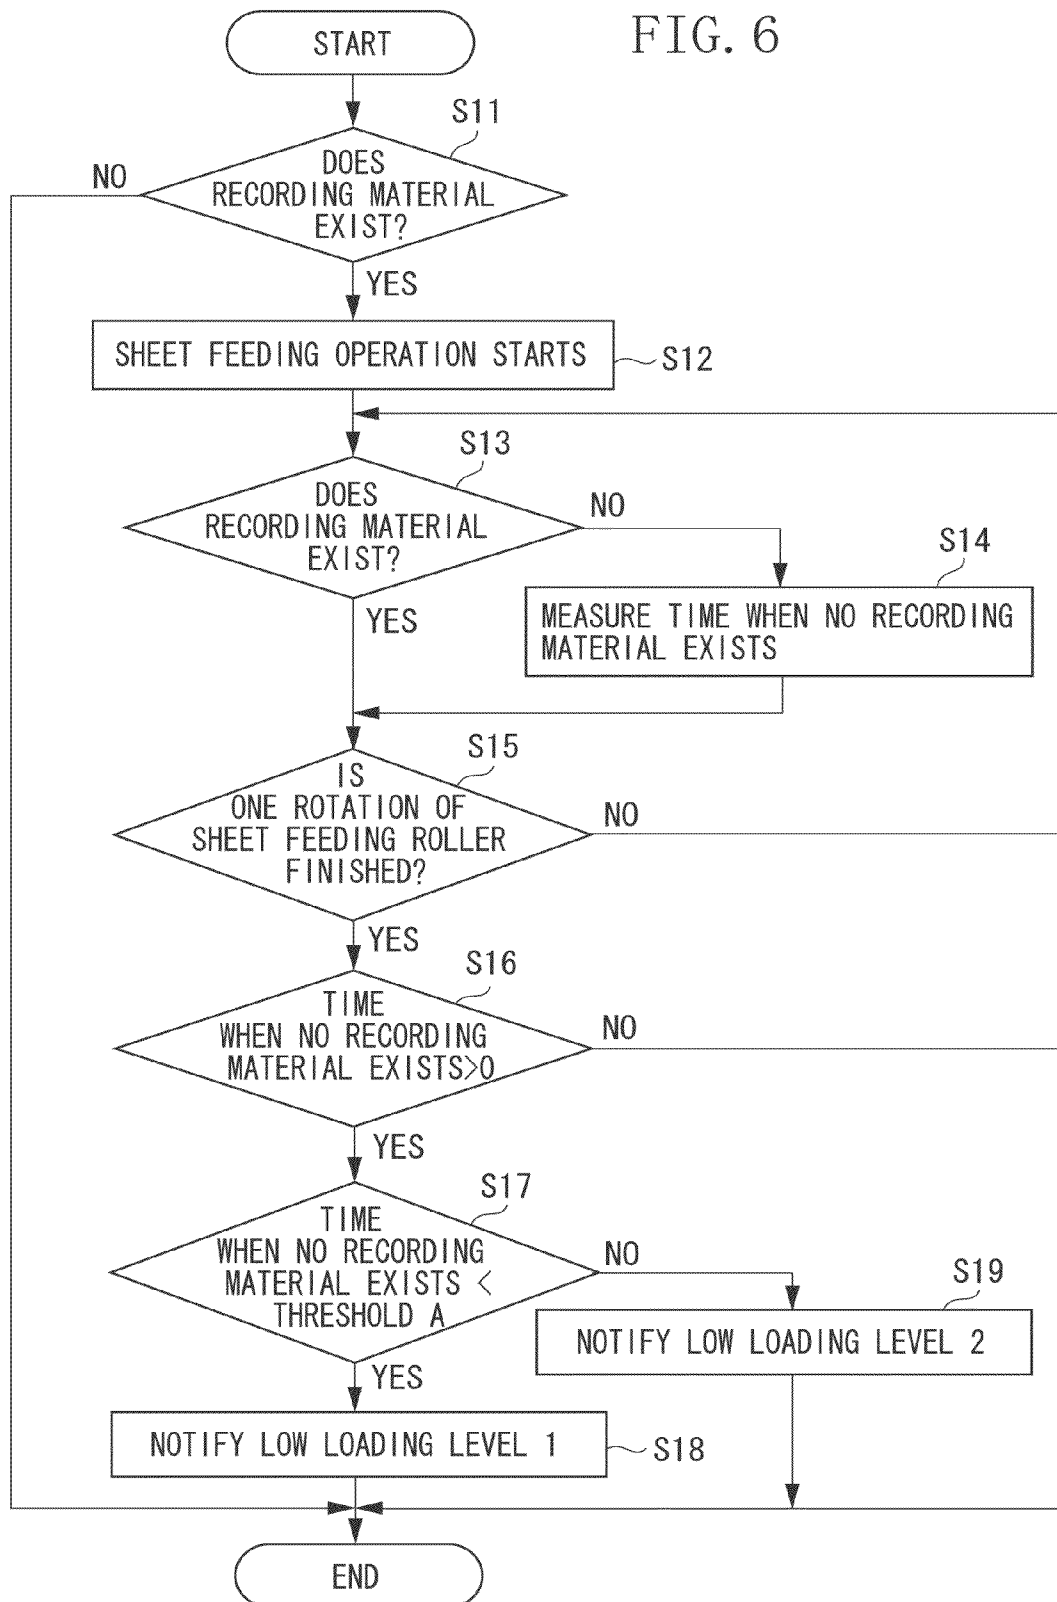 FIG. 6
START
S11
DOES
RECORDING MATERIAL
EXIST?
NO
YES
SHEET FEEDING OPERATION STARTS
S12
S13
DOES
RECORDING MATERIAL
EXIST?
NO
YES
S14
MEASURE TIME WHEN NO RECORDING
MATERIAL EXISTS
S15
IS
ONE ROTATION OF
SHEET FEEDING ROLLER
FINISHED?
NO
YES
S16
TIME
WHEN NO RECORDING
MATERIAL EXISTS>0
NO
YES
S17
TIME
WHEN NO RECORDING
MATERIAL EXISTS <
THRESHOLD A
NO
YES
S19
NOTIFY LOW LOADING LEVEL 2
NOTIFY LOW LOADING LEVEL 1
S18
END